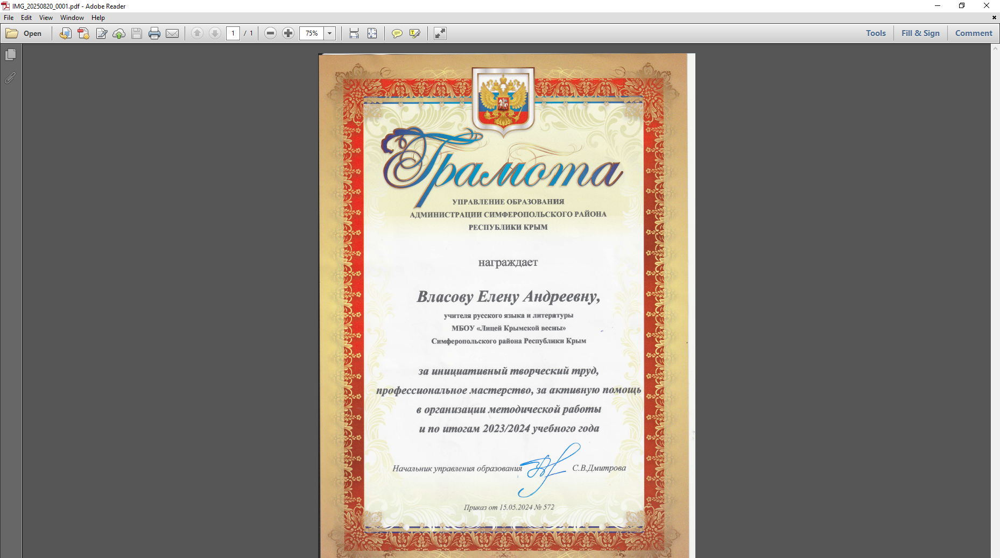 IMG_20250820_0001.pdf - Adobe Reader
File Edit View Window Help
Open 1 / 1 75% Tools Fill & Sign Comment
Грамота
УПРАВЛЕНИЕ ОБРАЗОВАНИЯ
АДМИНИСТРАЦИИ СИМФЕРОПОЛЬСКОГО РАЙОНА
РЕСПУБЛИКИ КРЫМ
награждает
Власову Елену Андреевну,
учителя русского языка и литературы
МБОУ «Лицей Крымской весны»
Симферопольского района Республики Крым
за инициативный творческий труд,
профессиональное мастерство, за активную помощь
в организации методической работы
и по итогам 2023/2024 учебного года
Начальник управления образования С.В.Дмитрова
Приказ от 15.05.2024 № 572